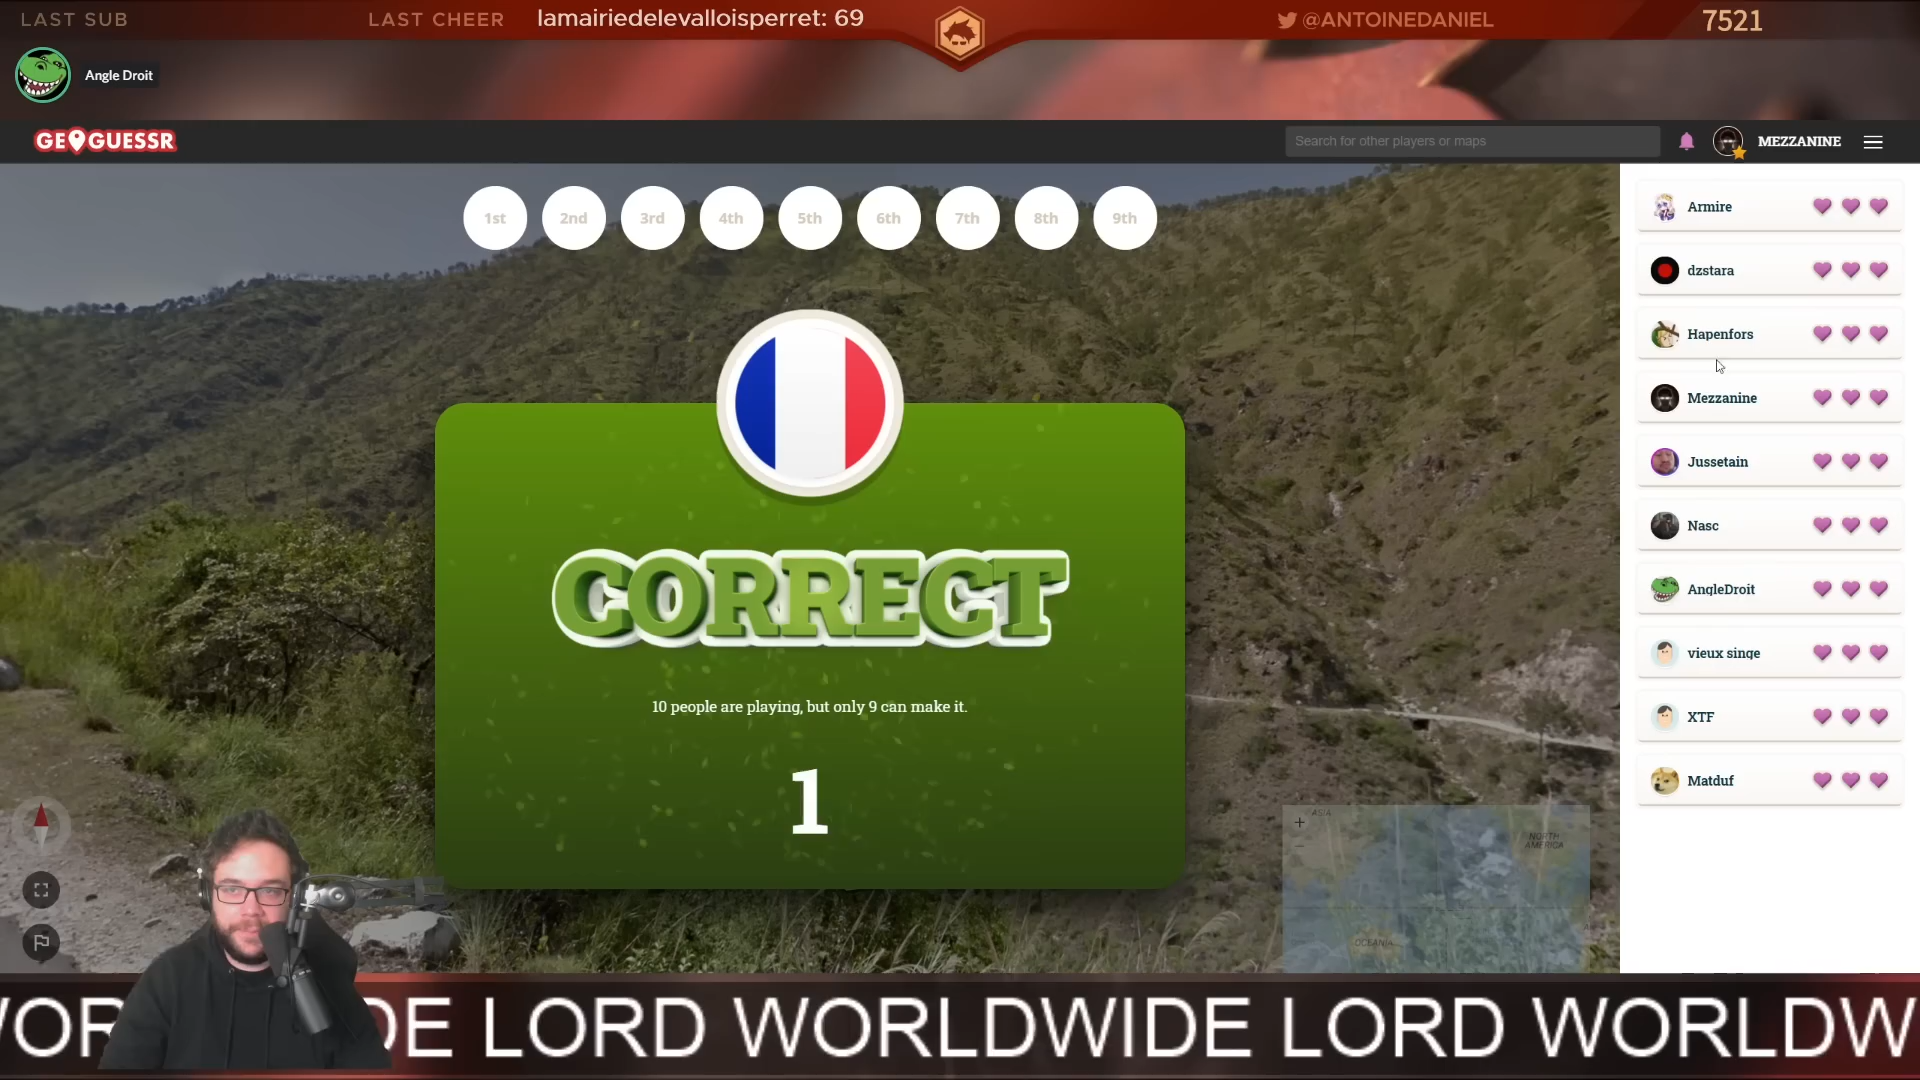 LAST SUB
LAST CHEER
lamairiedelevalloisperret: 69
@ANTOINEDANIEL
7521
Angle Droit
GEOGUESSR
Search for other players or maps
MEZZANINE
1st
2nd
3rd
4th
5th
6th
7th
8th
9th
Armire
dzstara
Hapenfors
Mezzanine
Jussetain
Nasc
AngleDroit
vieux singe
XTF
Matduf
CORRECT
10 people are playing, but only 9 can make it.
1
+
ASIA
NORTH
AMERICA
OCEANIA
WOR DE LORD WORLDWIDE LORD WORLDW